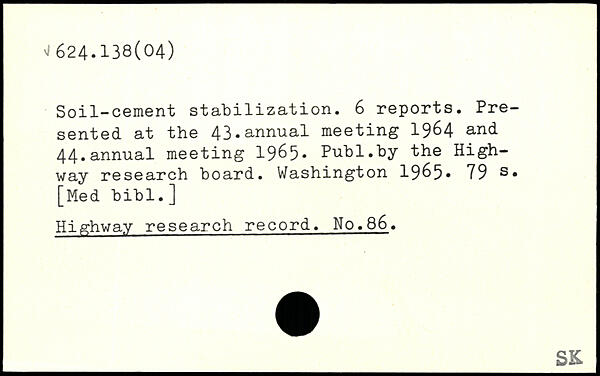 √ 624.138(04)
Soil-cement stabilization. 6 reports. Pre-
sented at the 43.annual meeting 1964 and
44.annual meeting 1965. Publ.by the High-
way research board. Washington 1965. 79 s.
[Med bibl.]
Highway research record. No.86.
SK